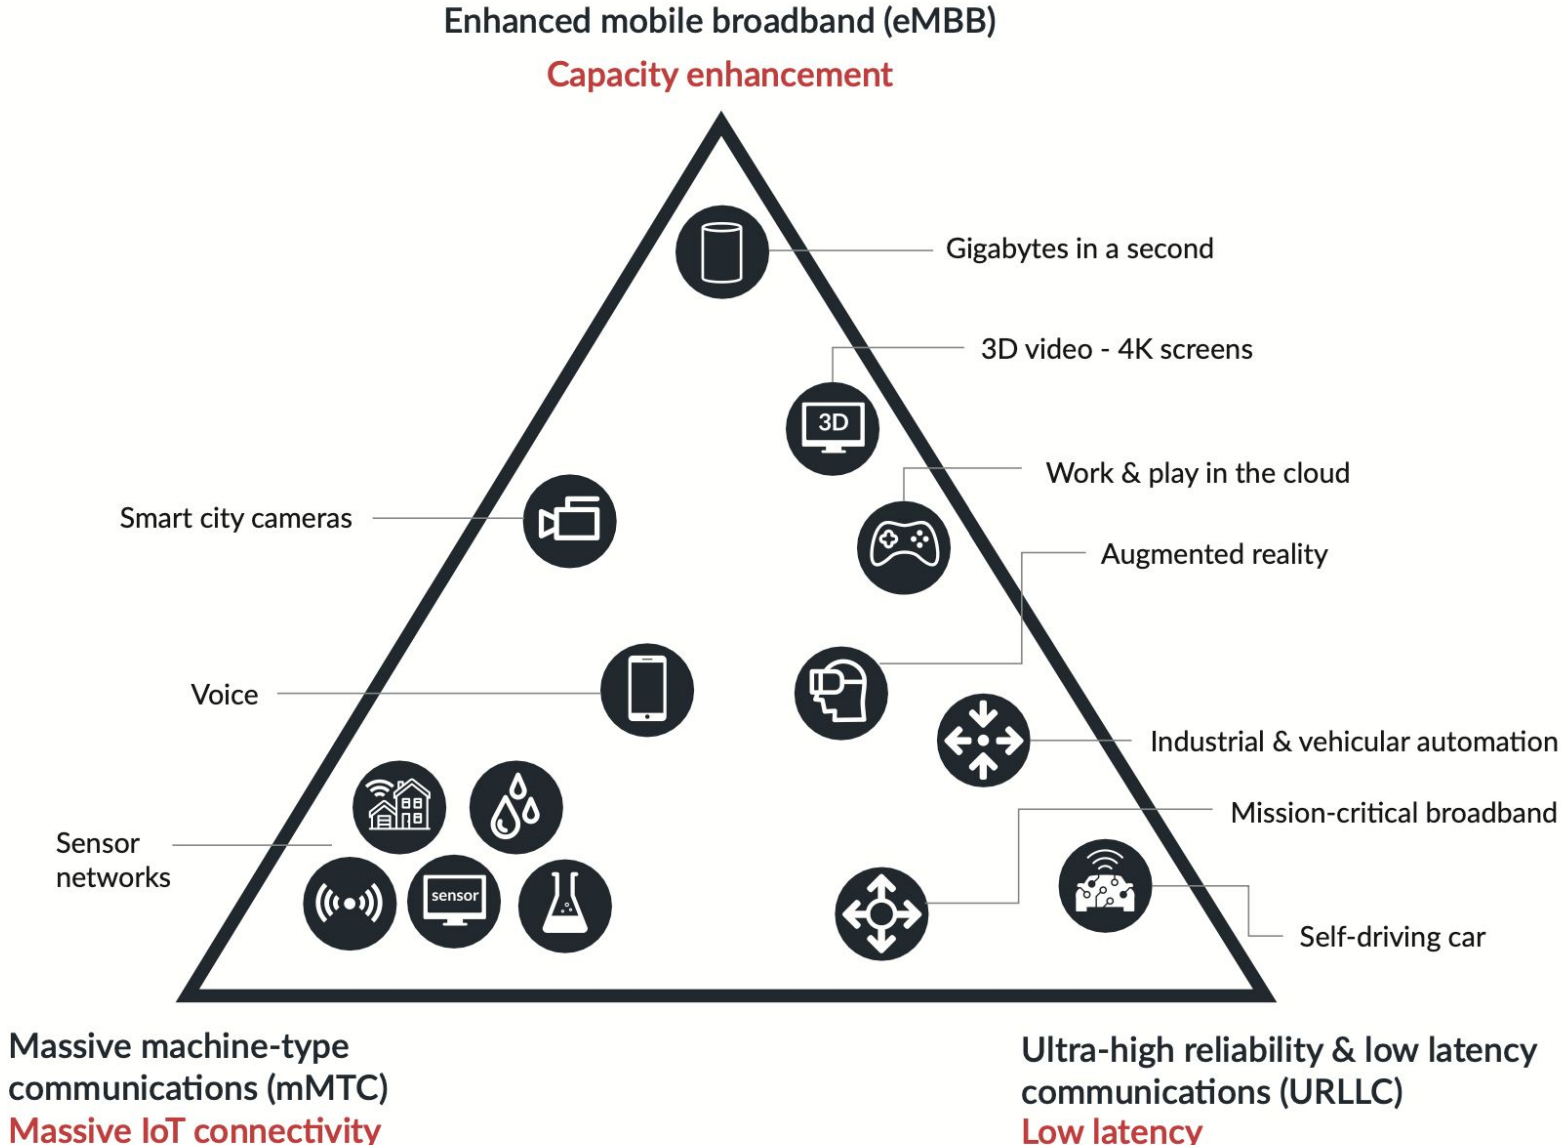 Enhanced mobile broadband (eMBB)
Capacity enhancement
Gigabytes in a second
3D video - 4K screens
3D
Work & play in the cloud
Smart city cameras
Augmented reality
Voice
Industrial & vehicular automation
Mission-critical broadband
Sensor
networks
sensor
Self-driving car
Massive machine-type
communications (mMTC)
Massive IoT connectivity
Ultra-high reliability & low latency
communications (URLLC)
Low latency